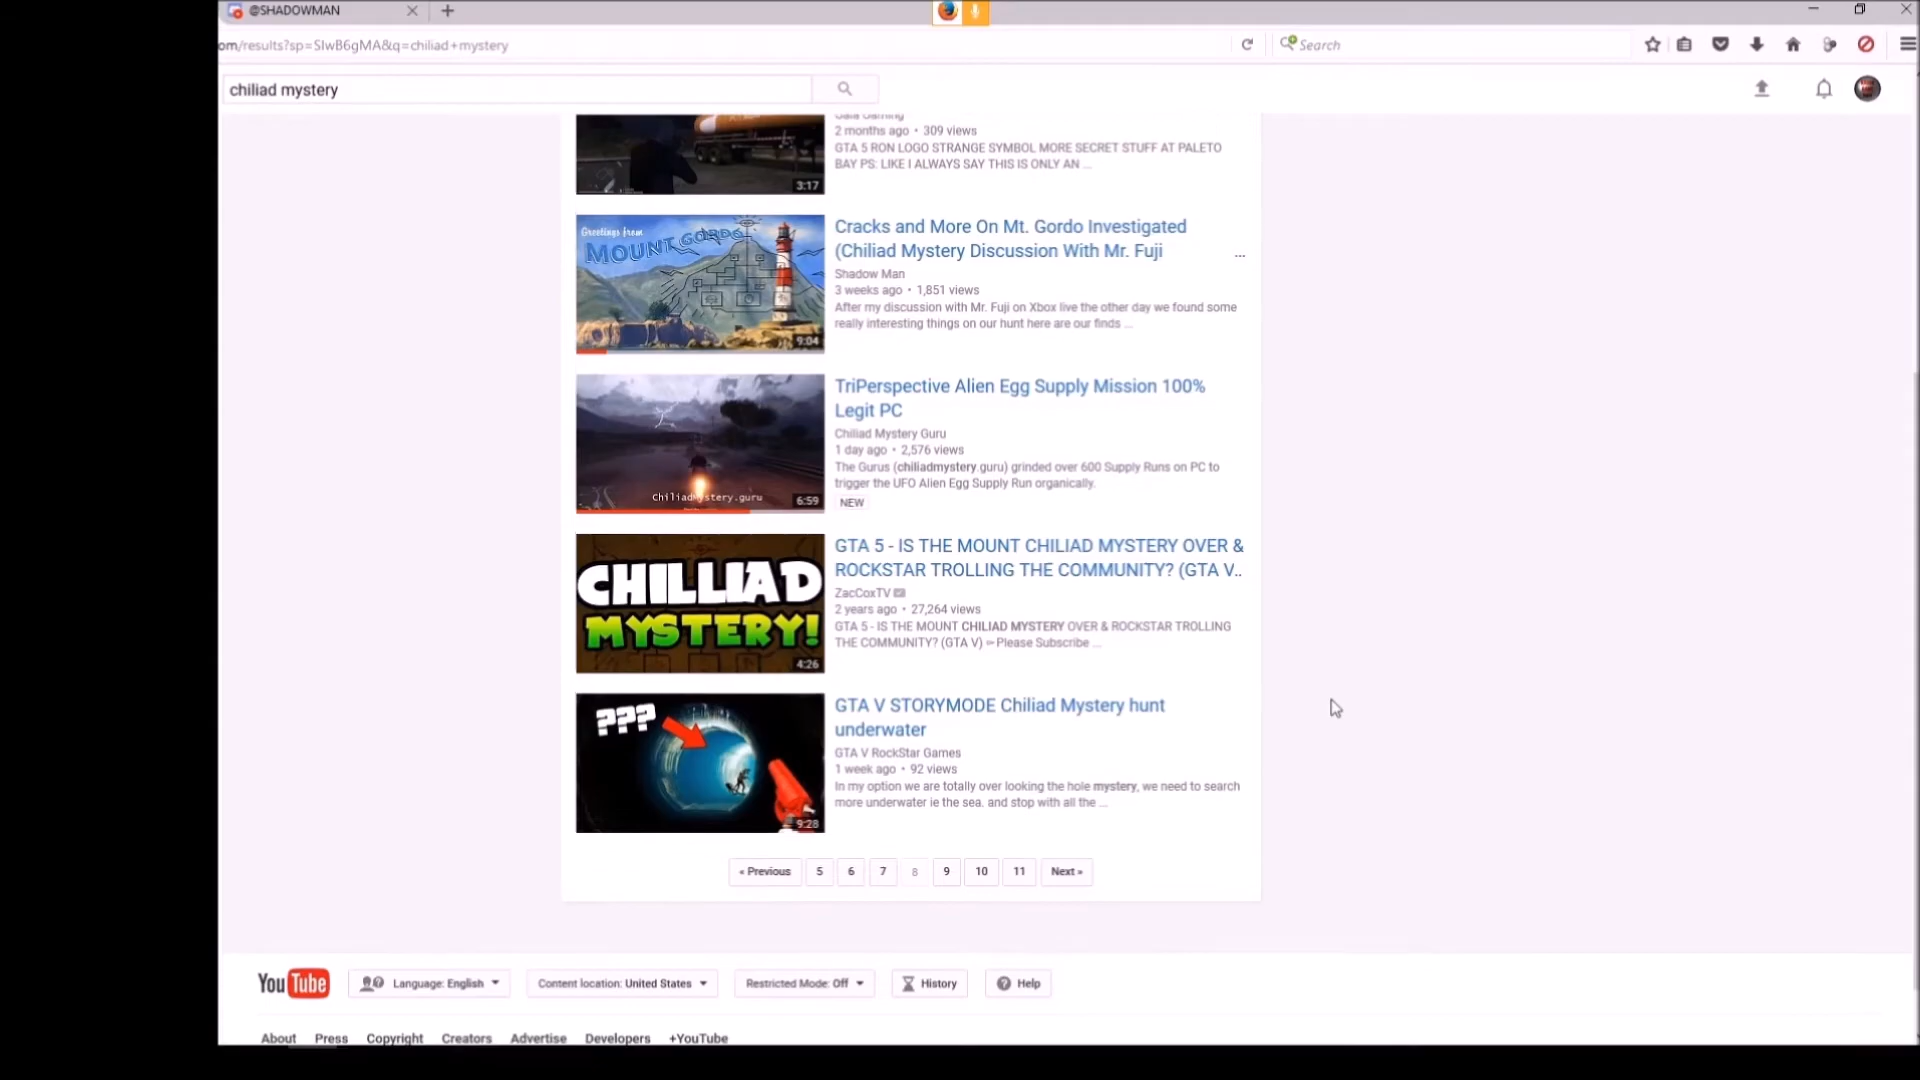 @SHADOWMAN
om/results?sp=SIwB6gMA&q=chiliad+mystery
Search
chiliad mystery
Gaia Gaming
2 months ago • 309 views
GTA 5 RON LOGO STRANGE SYMBOL MORE SECRET STUFF AT PALETO
BAY PS: LIKE I ALWAYS SAY THIS IS ONLY AN ...
3:17
Greetings from
MOUNT GORDO
9:04
Cracks and More On Mt. Gordo Investigated
(Chiliad Mystery Discussion With Mr. Fuji ...
Shadow Man
3 weeks ago • 1,851 views
After my discussion with Mr. Fuji on Xbox live the other day we found some
really interesting things on our hunt here are our finds ...
ChiliadMystery.guru
6:59
TriPerspective Alien Egg Supply Mission 100%
Legit PC
Chiliad Mystery Guru
1 day ago • 2,576 views
The Gurus (chiliadmystery.guru) grinded over 600 Supply Runs on PC to
trigger the UFO Alien Egg Supply Run organically.
NEW
CHILLIAD
MYSTERY!
4:26
GTA 5 - IS THE MOUNT CHILIAD MYSTERY OVER &
ROCKSTAR TROLLING THE COMMUNITY? (GTA V..
ZacCoxTV
2 years ago • 27,264 views
GTA 5 - IS THE MOUNT CHILIAD MYSTERY OVER & ROCKSTAR TROLLING
THE COMMUNITY? (GTA V) ➨Please Subscribe ...
???
9:28
GTA V STORYMODE Chiliad Mystery hunt
underwater
GTA V RockStar Games
1 week ago • 92 views
In my option we are totally over looking the hole mystery, we need to search
more underwater ie the sea. and stop with all the ...
« Previous 5 6 7 8 9 10 11 Next »
YouTube Language: English Content location: United States Restricted Mode: Off History Help
About Press Copyright Creators Advertise Developers +YouTube